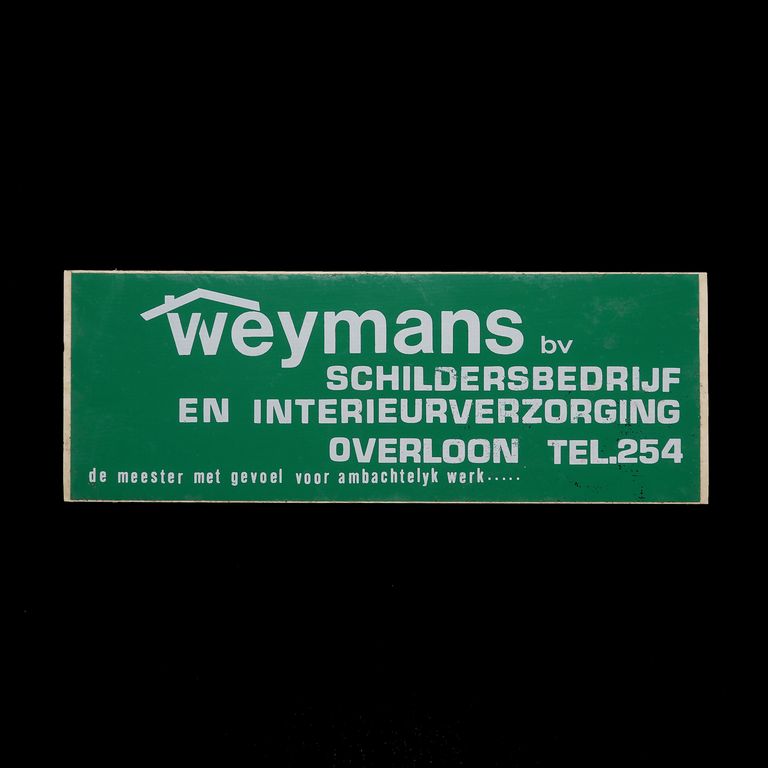 weymans bv
SCHILDERSBEDRIJF
EN INTERIEURVERZORGING
OVERLOON TEL.254
de meester met gevoel voor ambachtelyk werk.....